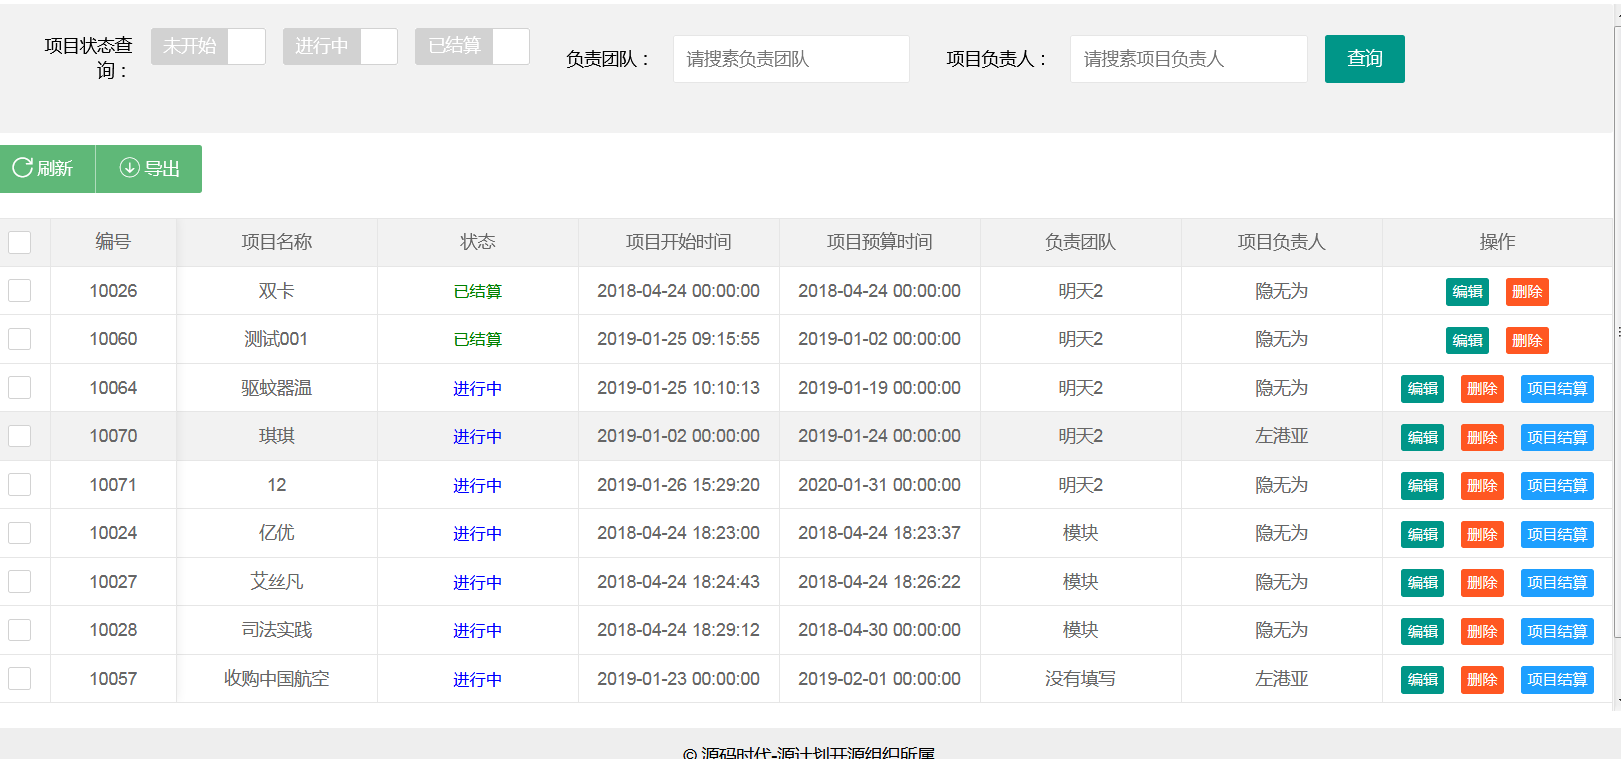 项目状态查询：
未开始 进行中 已结算 负责团队： 请搜素负责团队 项目负责人： 请搜素项目负责人 查询
刷新 导出
编号 项目名称 状态 项目开始时间 项目预算时间 负责团队 项目负责人 操作
10026 双卡 已结算 2018-04-24 00:00:00 2018-04-24 00:00:00 明天2 隐无为 编辑 删除
10060 测试001 已结算 2019-01-25 09:15:55 2019-01-02 00:00:00 明天2 隐无为 编辑 删除
10064 驱蚊器温 进行中 2019-01-25 10:10:13 2019-01-19 00:00:00 明天2 隐无为 编辑 删除 项目结算
10070 琪琪 进行中 2019-01-02 00:00:00 2019-01-24 00:00:00 明天2 左港亚 编辑 删除 项目结算
10071 12 进行中 2019-01-26 15:29:20 2020-01-31 00:00:00 明天2 隐无为 编辑 删除 项目结算
10024 亿优 进行中 2018-04-24 18:23:00 2018-04-24 18:23:37 模块 隐无为 编辑 删除 项目结算
10027 艾丝凡 进行中 2018-04-24 18:24:43 2018-04-24 18:26:22 模块 隐无为 编辑 删除 项目结算
10028 司法实践 进行中 2018-04-24 18:29:12 2018-04-30 00:00:00 模块 隐无为 编辑 删除 项目结算
10057 收购中国航空 进行中 2019-01-23 00:00:00 2019-02-01 00:00:00 没有填写 左港亚 编辑 删除 项目结算
© 源码时代-源计划开源组织所属